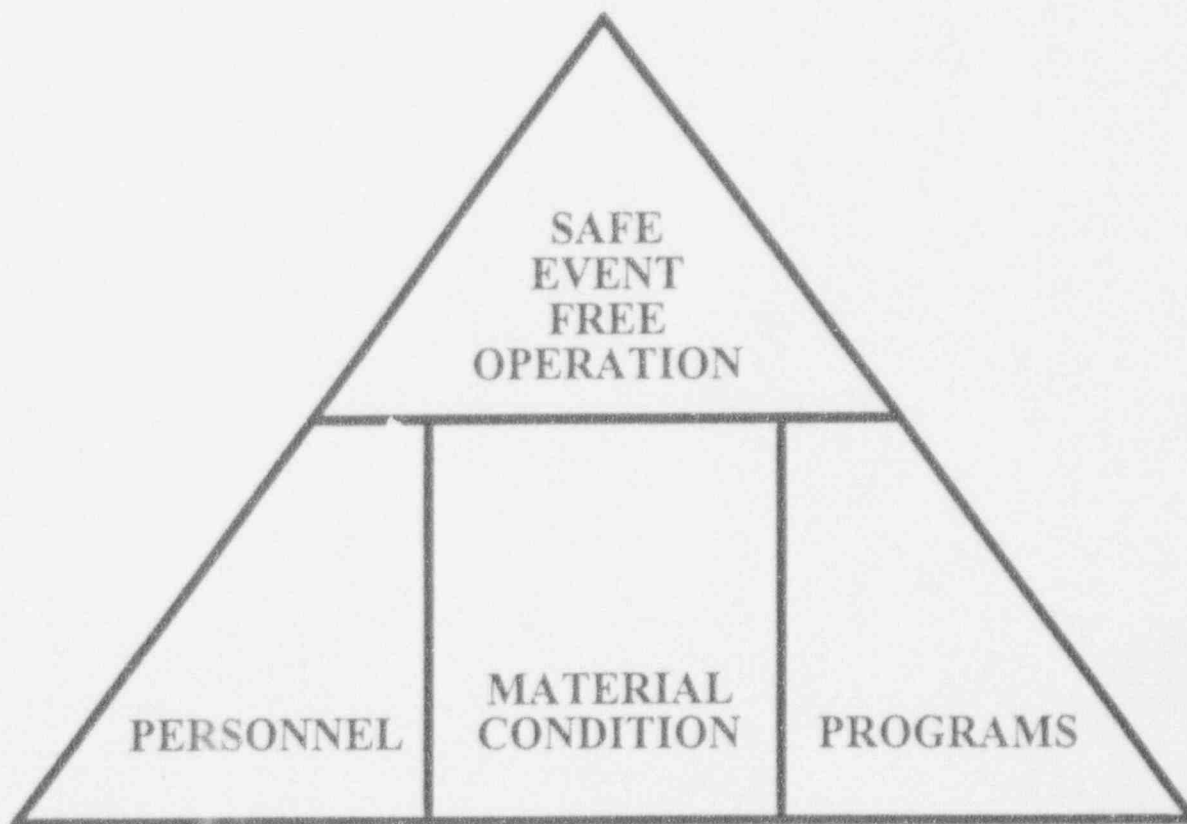 SAFE
EVENT
FREE
OPERATION
PERSONNEL
MATERIAL
CONDITION
PROGRAMS